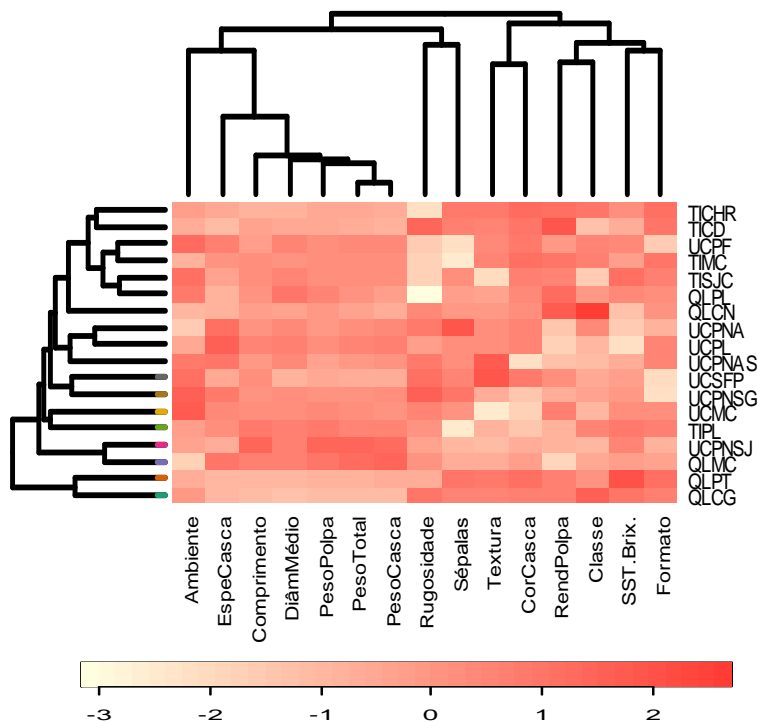 TICHR
TICD
UCPF
TIMC
TISJC
QLPL
QLCN
UCPNA
UCPL
UCPNAS
UCSFP
UCPNSG
UCMC
TIPL
UCPNSJ
QLMC
QLPT
QLCG
Ambiente
EspeCasca
Comprimento
DiâmMédio
PesoPolpa
PesoTotal
PesoCasca
Rugosidade
Sépalas
Textura
CorCasca
RendPolpa
Classe
SST.Brix.
Formato
-3 -2 -1 0 1 2